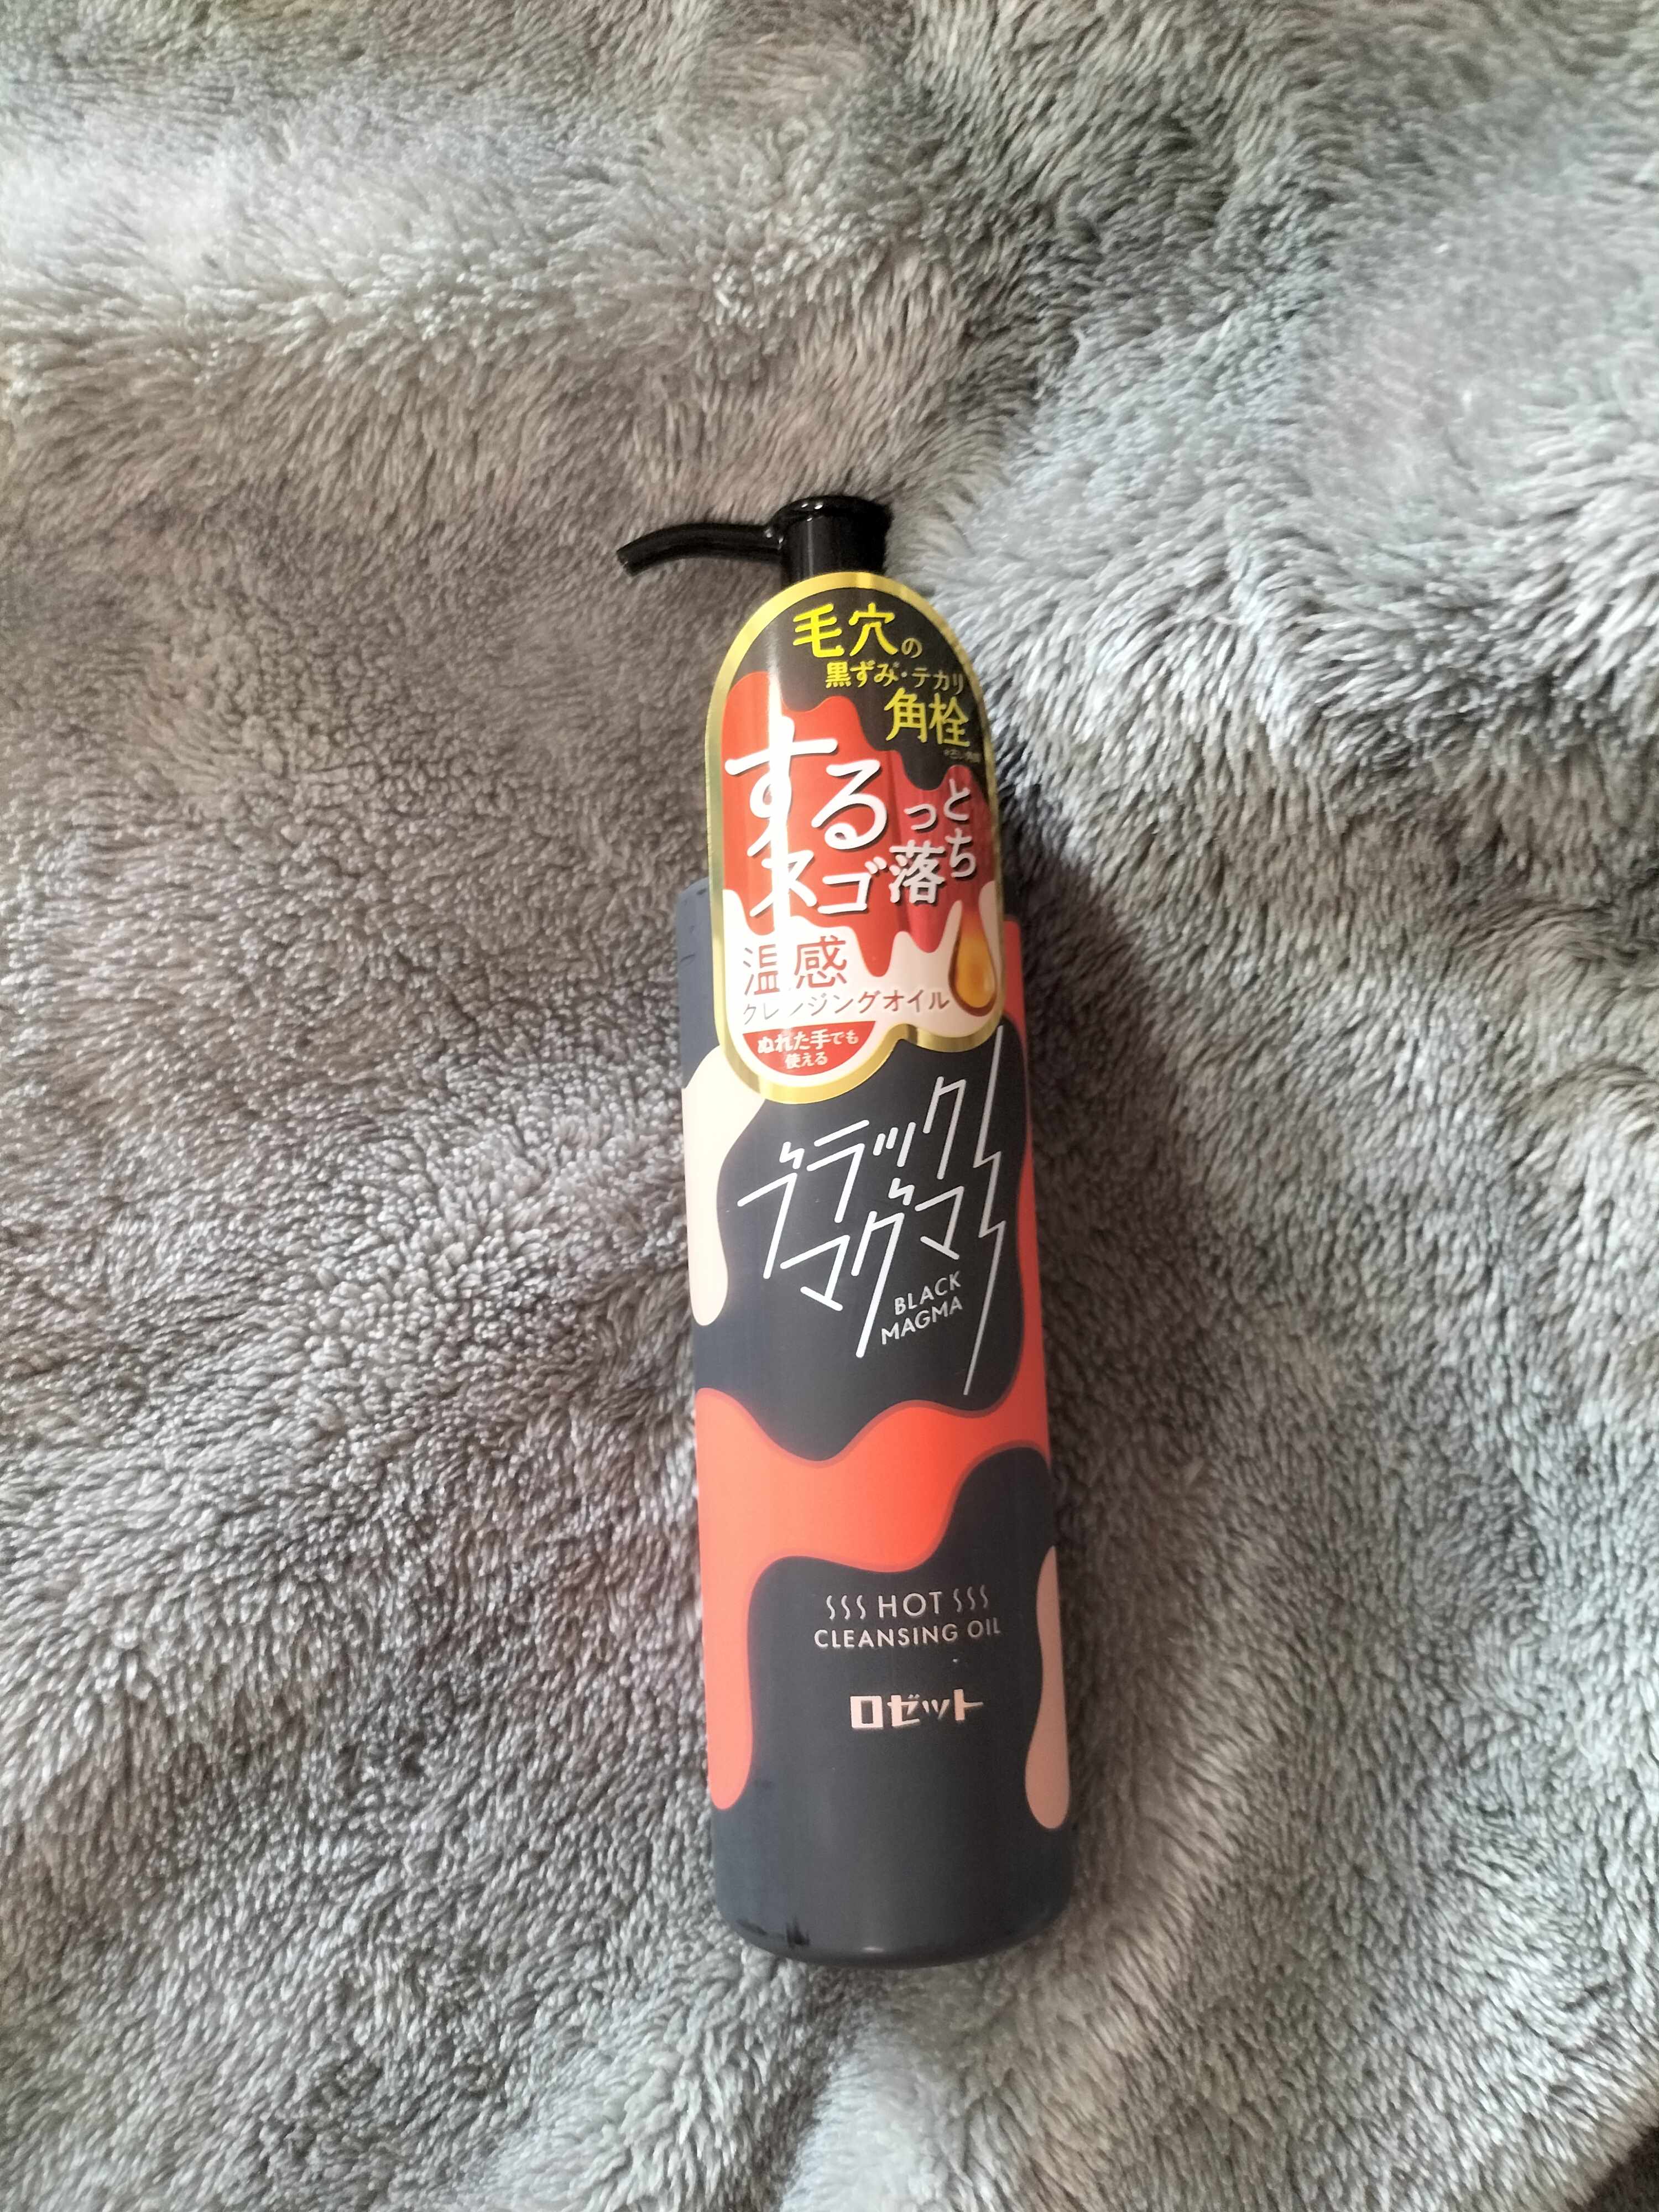 毛穴の
黒ずみ・テカリ
角栓
するっと
スゴ落ち
温感
クレンジングオイル
ぬれた手でも
使える
ブラック
マグマ
BLACK
MAGMA
HOT
CLEANSING OIL
ロゼット